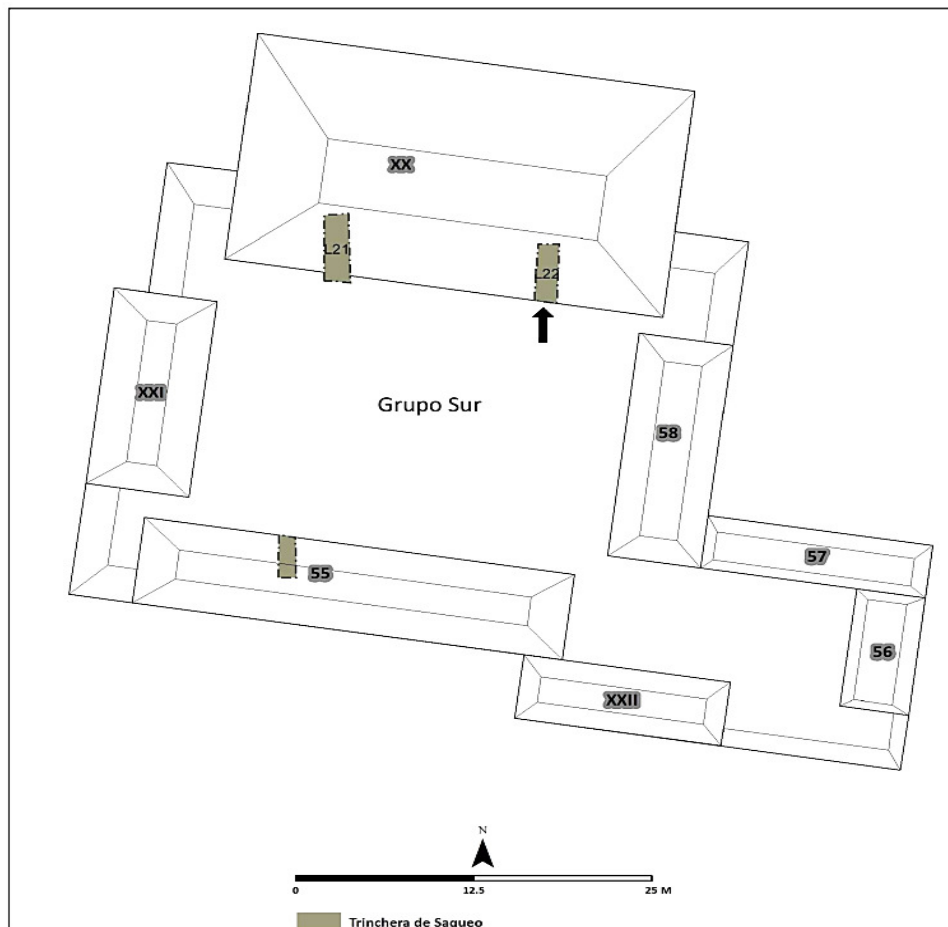 XX
L21
L22
XXI
Grupo Sur
58
57
55
56
XXII
N
0 12.5 25 M
Trinchera de Saqueo